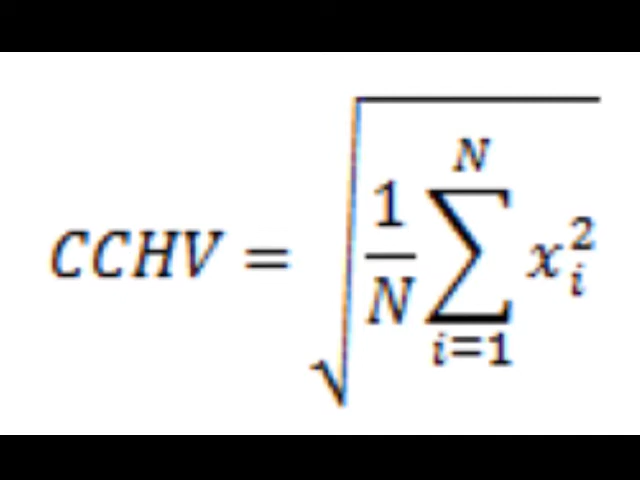 CCHV = √(1/N ∑_{i=1}^{N} x_i^2)